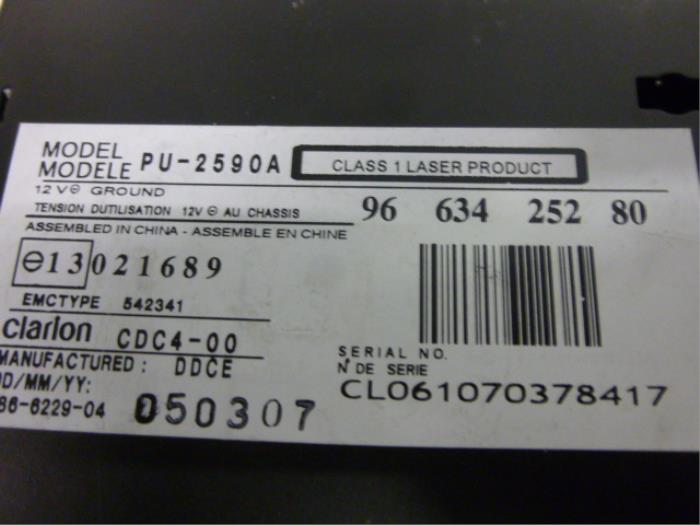 MODEL
MODELE PU-2590A CLASS 1 LASER PRODUCT
12 V⊖ GROUND
TENSION DUTILISATION 12V ⊖ AU CHASSIS 96 634 252 80
ASSEMBLED IN CHINA - ASSEMBLE EN CHINE
⊖13 021689
EMCTYPE 542341
clarion CDC4-00
MANUFACTURED: DDCE
DD/MM/YY:
86-6229-04 050307
SERIAL NO.
N° DE SERIE
CL061070378417